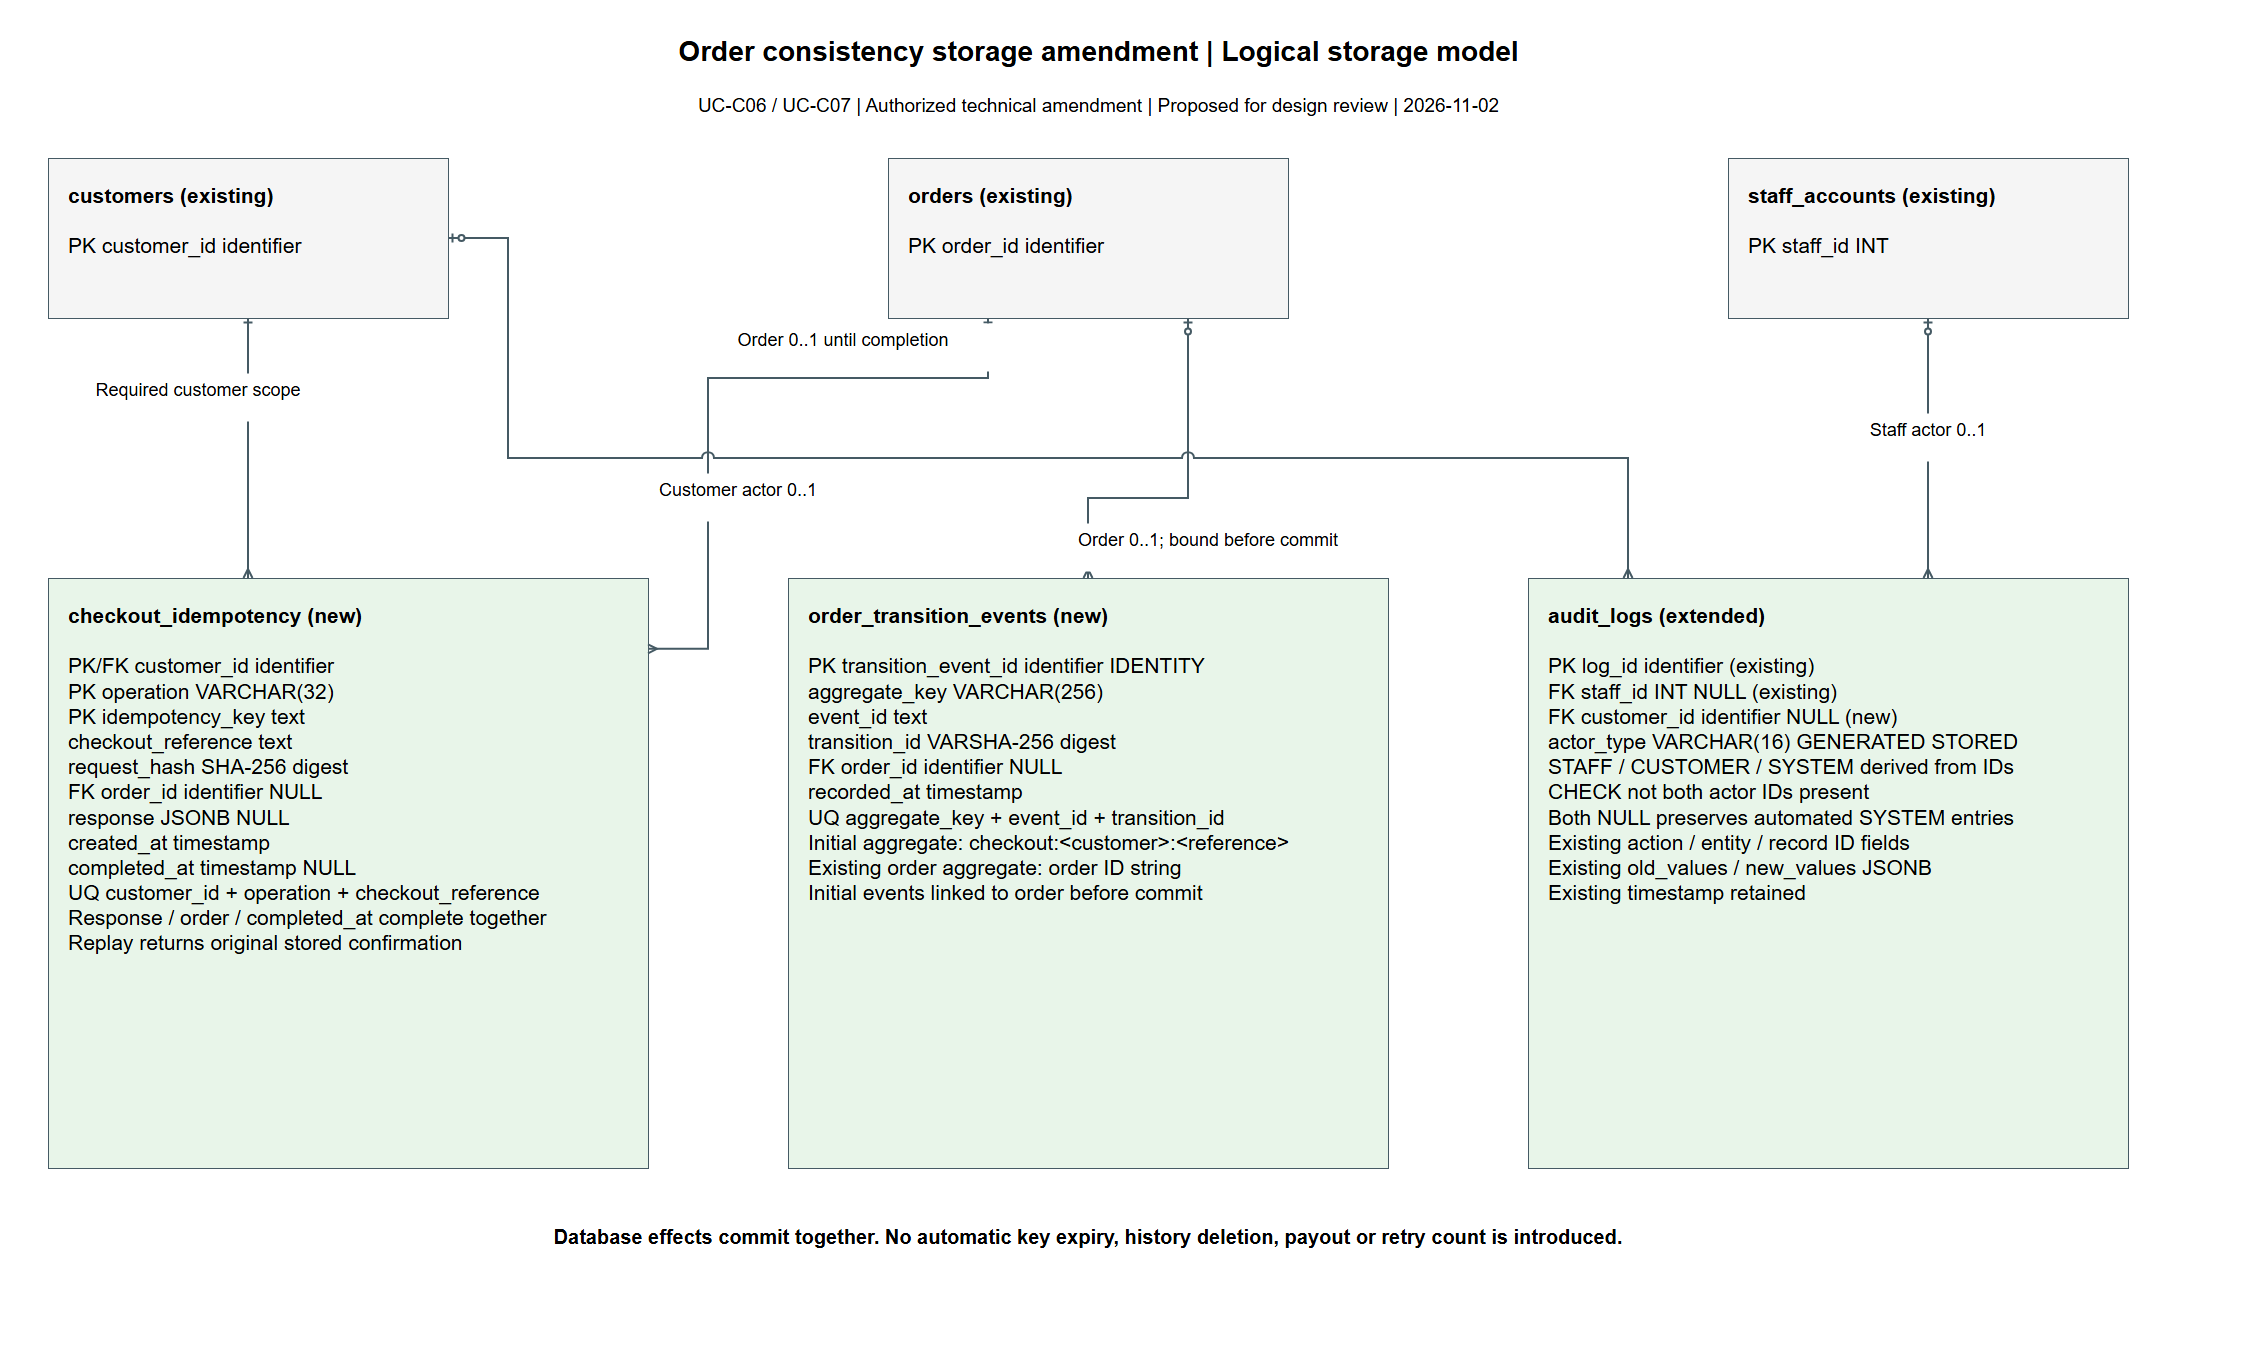 Order consistency storage amendment | Logical storage model
UC-C06 / UC-C07 | Authorized technical amendment | Proposed for design review | 2026-11-02
customers (existing)
PK customer_id identifier
orders (existing)
PK order_id identifier
staff_accounts (existing)
PK staff_id INT
Order 0..1 until completion
Required customer scope
Staff actor 0..1
Customer actor 0..1
Order 0..1; bound before commit
checkout_idempotency (new)
PK/FK customer_id identifier
PK operation VARCHAR(32)
PK idempotency_key text
checkout_reference text
request_hash SHA-256 digest
FK order_id identifier NULL
response JSONB NULL
created_at timestamp
completed_at timestamp NULL
UQ customer_id + operation + checkout_reference
Response / order / completed_at complete together
Replay returns original stored confirmation
order_transition_events (new)
PK transition_event_id identifier IDENTITY
aggregate_key VARCHAR(256)
event_id text
transition_id VARSHA-256 digest
FK order_id identifier NULL
recorded_at timestamp
UQ aggregate_key + event_id + transition_id
Initial aggregate: checkout:<customer>:<reference>
Existing order aggregate: order ID string
Initial events linked to order before commit
audit_logs (extended)
PK log_id identifier (existing)
FK staff_id INT NULL (existing)
FK customer_id identifier NULL (new)
actor_type VARCHAR(16) GENERATED STORED
STAFF / CUSTOMER / SYSTEM derived from IDs
CHECK not both actor IDs present
Both NULL preserves automated SYSTEM entries
Existing action / entity / record ID fields
Existing old_values / new_values JSONB
Existing timestamp retained
Database effects commit together. No automatic key expiry, history deletion, payout or retry count is introduced.